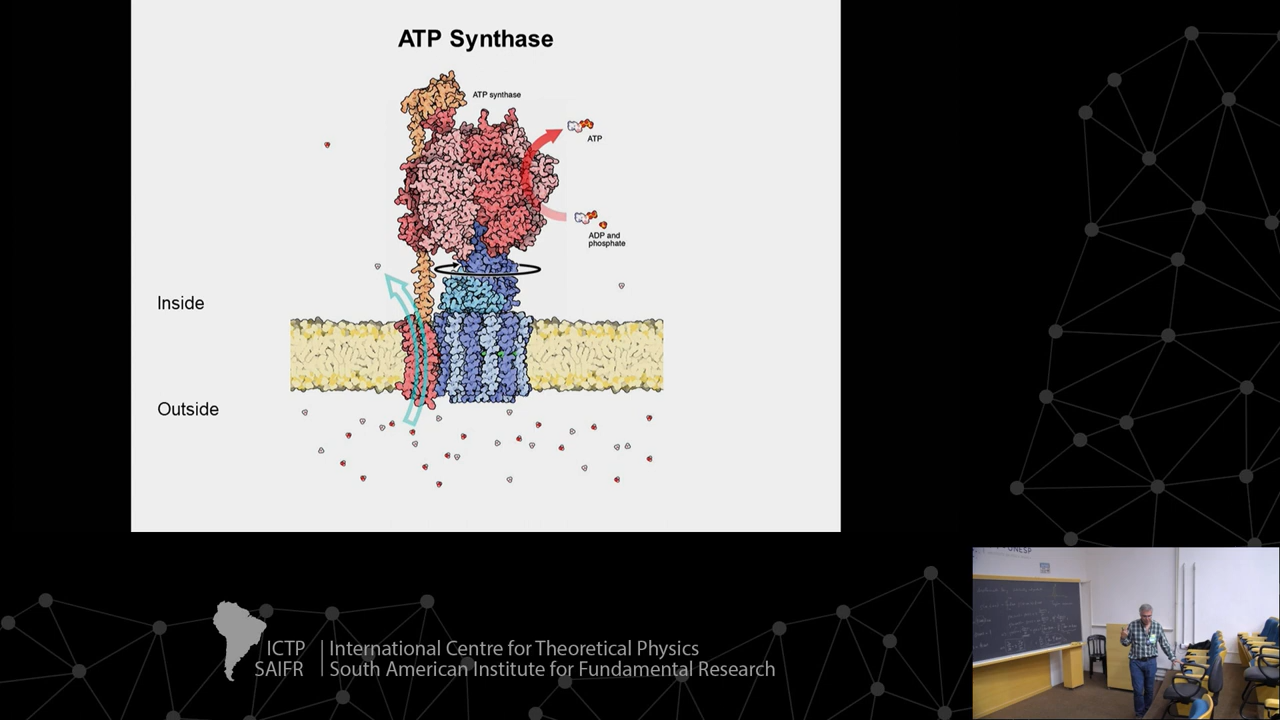 ATP Synthase
ATP synthase
ATP
ADP and
phosphate
Inside
Outside
UNESP
ICTP
SAIFR
International Centre for Theoretical Physics
South American Institute for Fundamental Research